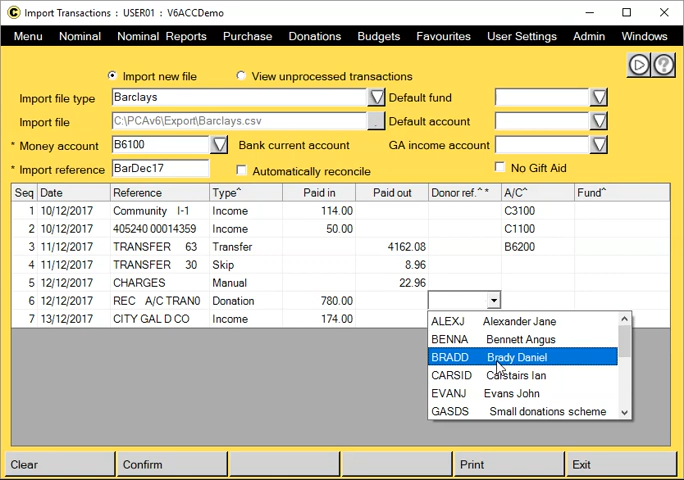 Import Transactions : USER01 : V6ACCDemo
Menu Nominal Nominal Reports Purchase Donations Budgets Favourites User Settings Admin Windows
Import new file View unprocessed transactions
Import file type Barclays Default fund
Import file C:\PCAv6\Export\Barclays.csv Default account
* Money account B6100 Bank current account GA income account
* Import reference BarDec17 Automatically reconcile No Gift Aid
Seq Date Reference Type^ Paid in Paid out Donor ref.^ * A/C^ Fund^
1 10/12/2017 Community I-1 Income 114.00 C3100
2 10/12/2017 405240 00014359 Income 50.00 C1100
3 11/12/2017 TRANSFER 63 Transfer 4162.08 B6200
4 11/12/2017 TRANSFER 30 Skip 8.96
5 12/12/2017 CHARGES Manual 22.96
6 12/12/2017 REC A/C TRAN0 Donation 780.00
7 13/12/2017 CITY GAL D CO Income 174.00
ALEXJ Alexander Jane
BENNA Bennett Angus
BRADD Brady Daniel
CARSID Carstairs Ian
EVANJ Evans John
GASDS Small donations scheme
Clear Confirm Print Exit